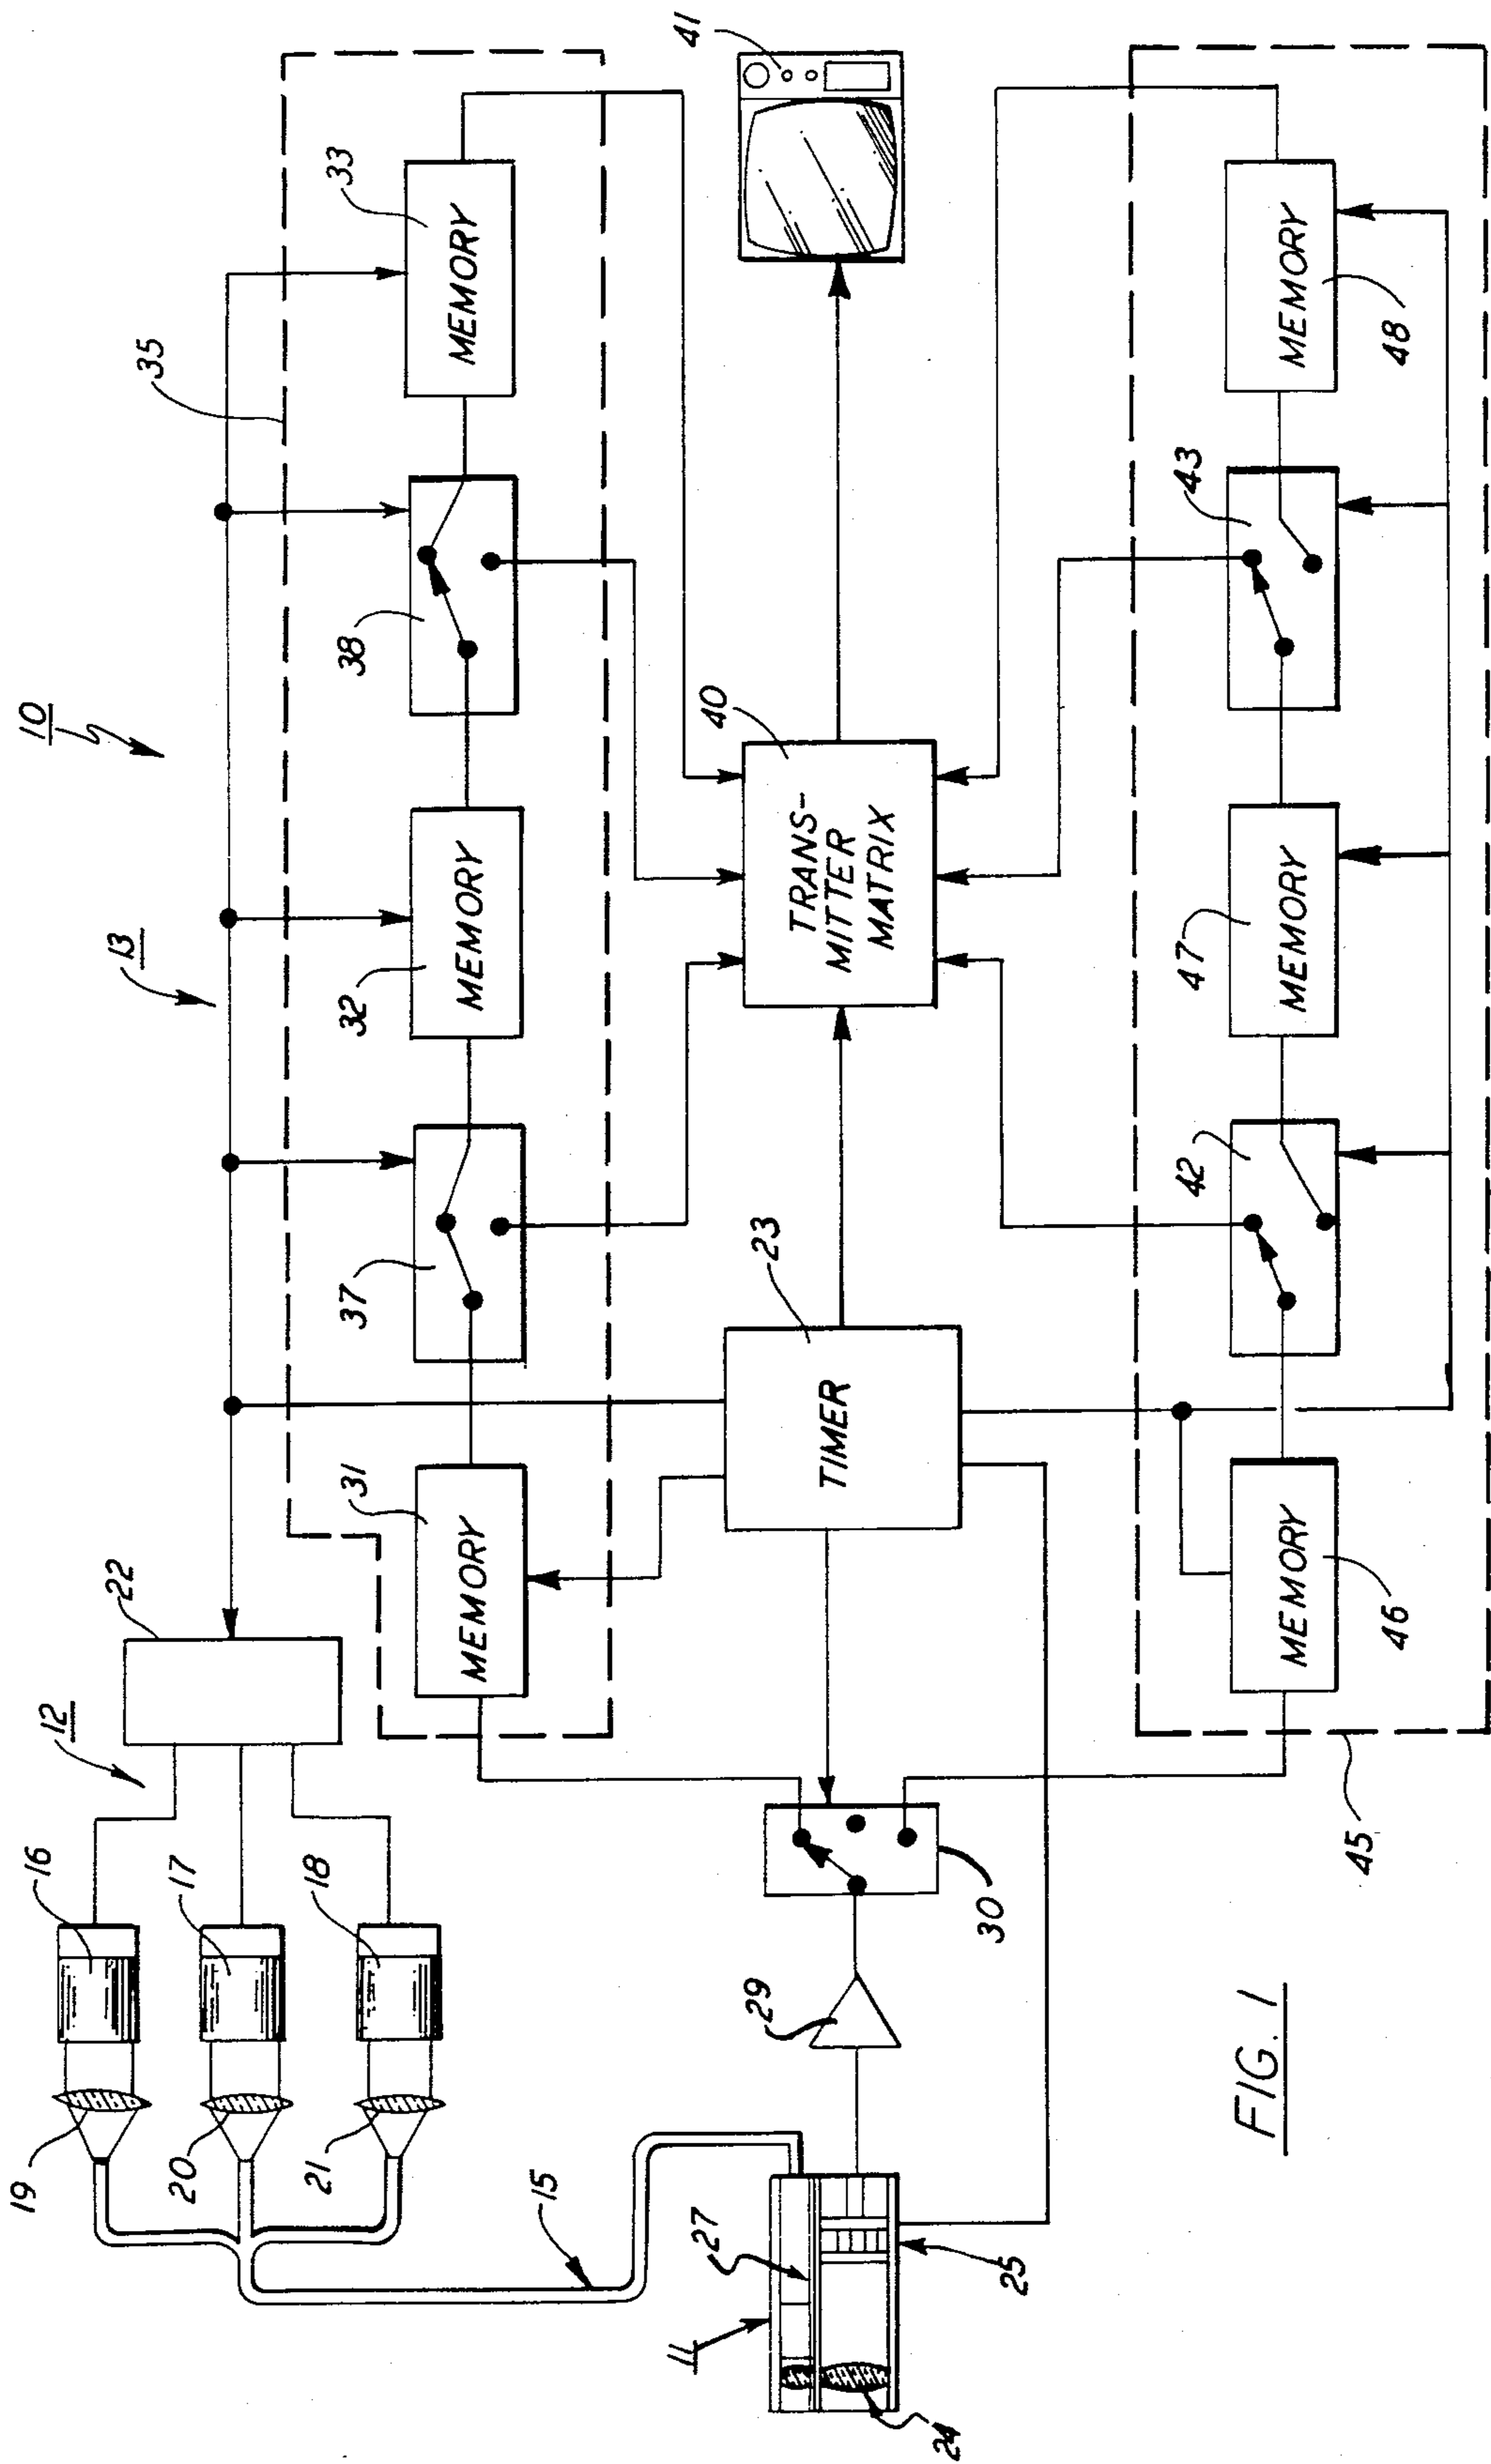 10
13
12
16
17
18
19
20
21
22
35
33
MEMORY
38
32
MEMORY
37
31
MEMORY
41
40
TRANS-
MITTER
MATRIX
23
TIMER
30
29
15
27
11
25
24
48
MEMORY
43
47
MEMORY
42
46
MEMORY
45
FIG. 1